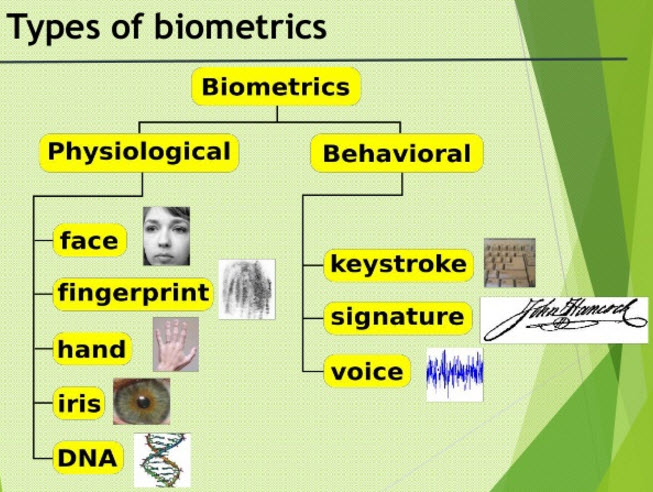 Types of biometrics
Biometrics
Physiological
Behavioral
face
fingerprint
hand
iris
DNA
keystroke
signature
John Hancock
voice